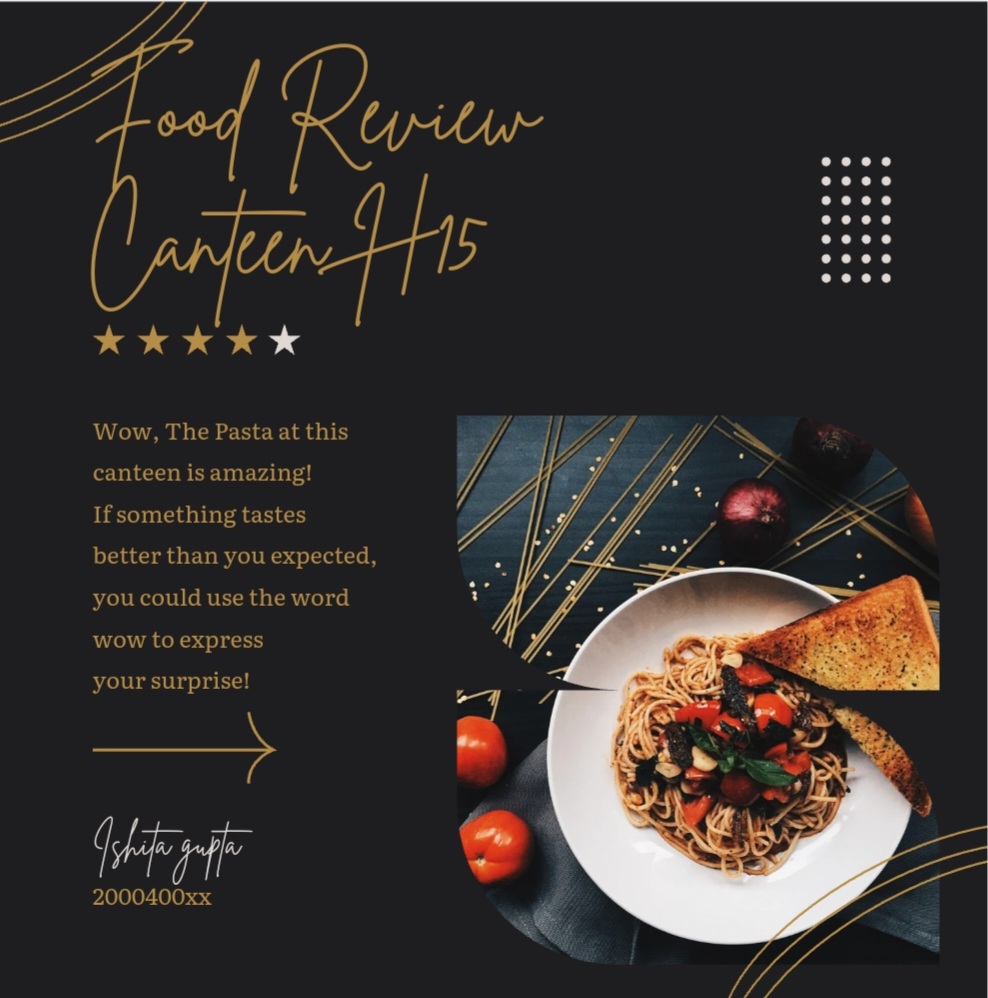 Food Review
Canteen H15
Wow, The Pasta at this
canteen is amazing!
If something tastes
better than you expected,
you could use the word
wow to express
your surprise!
Ishita gupta
2000400xx